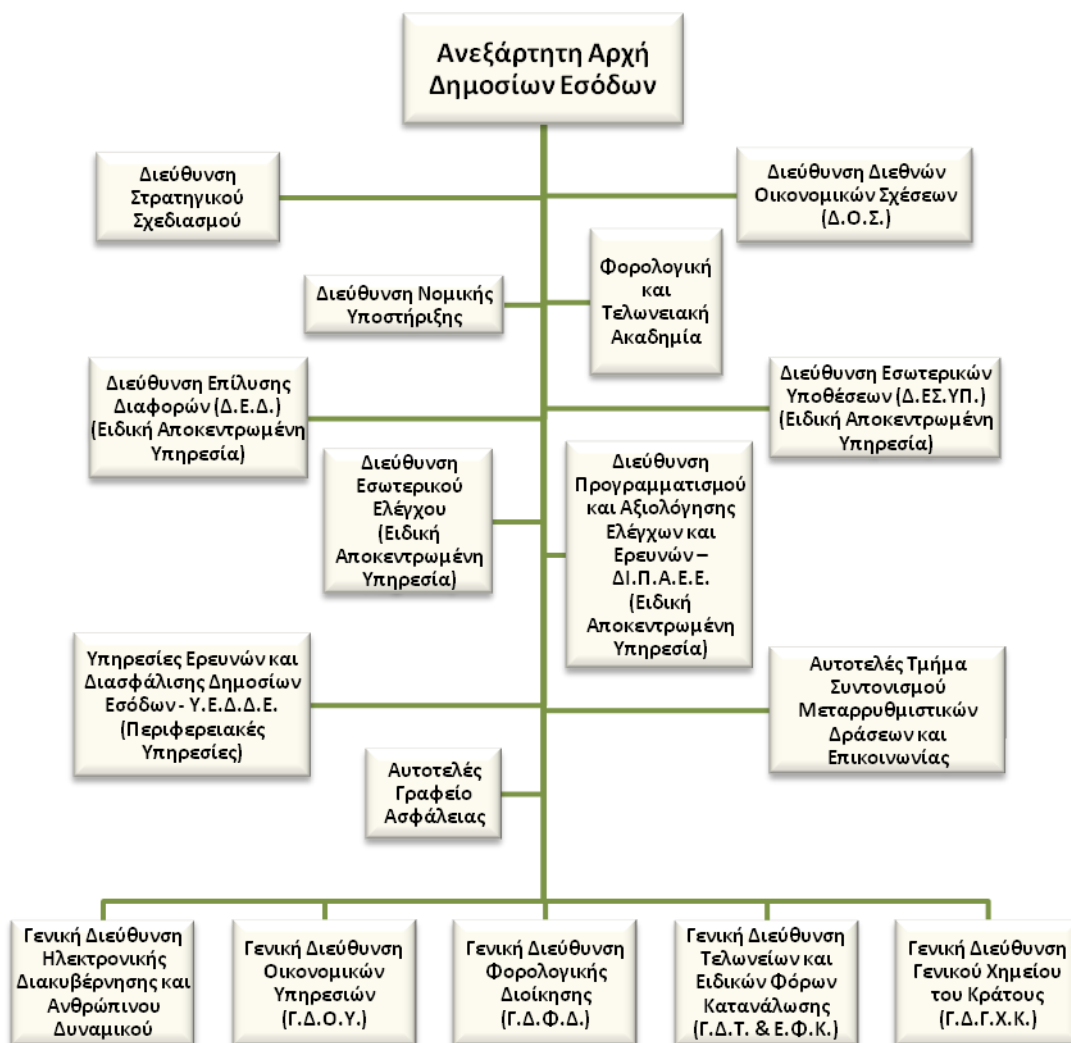 Ανεξάρτητη Αρχή
Δημοσίων Εσόδων
Διεύθυνση
Στρατηγικού
Σχεδιασμού
Διεύθυνση Διεθνών
Οικονομικών Σχέσεων
(Δ.Ο.Σ.)
Διεύθυνση Νομικής
Υποστήριξης
Φορολογική
και
Τελωνειακή
Ακαδημία
Διεύθυνση Επίλυσης
Διαφορών (Δ.Ε.Δ.)
(Ειδική Αποκεντρωμένη
Υπηρεσία)
Διεύθυνση Εσωτερικών
Υποθέσεων (Δ.ΕΣ.ΥΠ.)
(Ειδική Αποκεντρωμένη
Υπηρεσία)
Διεύθυνση
Εσωτερικού
Ελέγχου
(Ειδική
Αποκεντρωμένη
Υπηρεσία)
Διεύθυνση
Προγραμματισμού
και Αξιολόγησης
Ελέγχων και
Ερευνών –
ΔΙ.Π.Α.Ε.Ε.
(Ειδική
Αποκεντρωμένη
Υπηρεσία)
Υπηρεσίες Ερευνών και
Διασφάλισης Δημοσίων
Εσόδων - Υ.Ε.Δ.Δ.Ε.
(Περιφερειακές
Υπηρεσίες)
Αυτοτελές Τμήμα
Συντονισμού
Μεταρρυθμιστικών
Δράσεων και
Επικοινωνίας
Αυτοτελές
Γραφείο
Ασφάλειας
Γενική Διεύθυνση
Ηλεκτρονικής
Διακυβέρνησης και
Ανθρώπινου
Δυναμικού
Γενική Διεύθυνση
Οικονομικών
Υπηρεσιών
(Γ.Δ.Ο.Υ.)
Γενική Διεύθυνση
Φορολογικής
Διοίκησης
(Γ.Δ.Φ.Δ.)
Γενική Διεύθυνση
Τελωνείων και
Ειδικών Φόρων
Κατανάλωσης
(Γ.Δ.Τ. & Ε.Φ.Κ.)
Γενική Διεύθυνση
Γενικού Χημείου
του Κράτους
(Γ.Δ.Γ.Χ.Κ.)